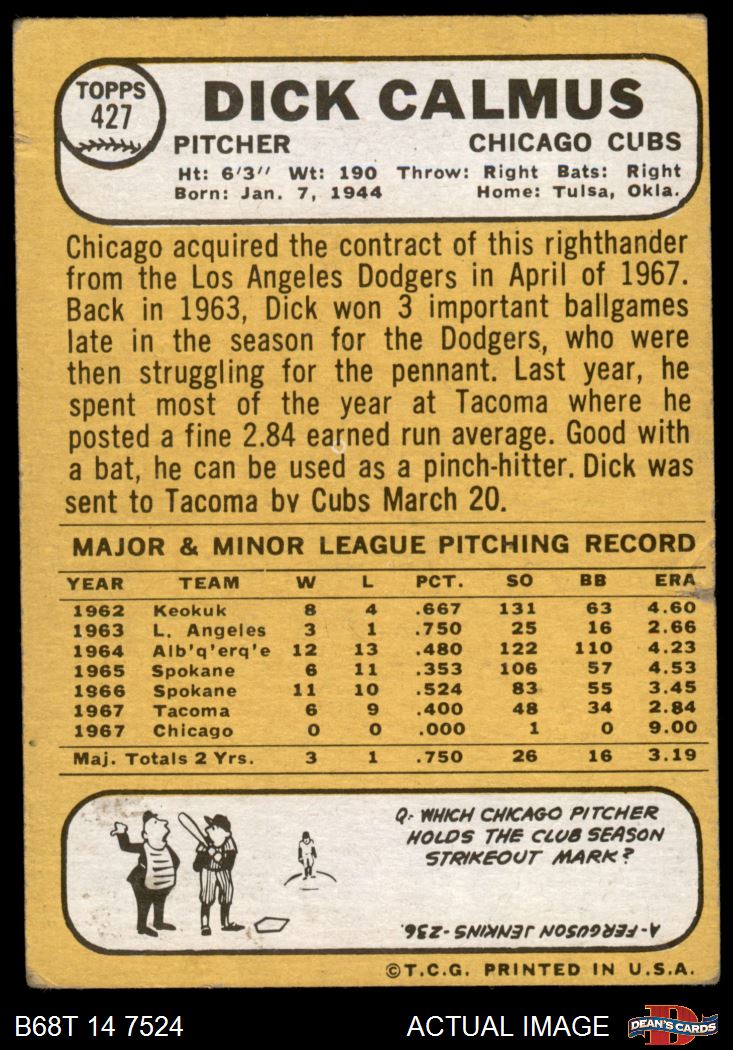 TOPPS
427
DICK CALMUS
PITCHER CHICAGO CUBS
Ht: 6'3" Wt: 190 Throw: Right Bats: Right
Born: Jan. 7, 1944 Home: Tulsa, Okla.
Chicago acquired the contract of this righthander
from the Los Angeles Dodgers in April of 1967.
Back in 1963, Dick won 3 important ballgames
late in the season for the Dodgers, who were
then struggling for the pennant. Last year, he
spent most of the year at Tacoma where he
posted a fine 2.84 earned run average. Good with
a bat, he can be used as a pinch-hitter. Dick was
sent to Tacoma by Cubs March 20.
MAJOR & MINOR LEAGUE PITCHING RECORD
YEAR TEAM W L PCT. SO BB ERA
1962 Keokuk 8 4 .667 131 63 4.60
1963 L. Angeles 3 1 .750 25 16 2.66
1964 Alb'q'erq'e 12 13 .480 122 110 4.23
1965 Spokane 6 11 .353 106 57 4.53
1966 Spokane 11 10 .524 83 55 3.45
1967 Tacoma 6 9 .400 48 34 2.84
1967 Chicago 0 0 .000 1 0 9.00
Maj. Totals 2 Yrs. 3 1 .750 26 16 3.19
Q- WHICH CHICAGO PITCHER
HOLDS THE CLUB SEASON
STRIKEOUT MARK?
A-FERGUSON JENKINS-236.
©T.C.G. PRINTED IN U.S.A.
B68T 14 7524 ACTUAL IMAGE DEAN'S CARDS